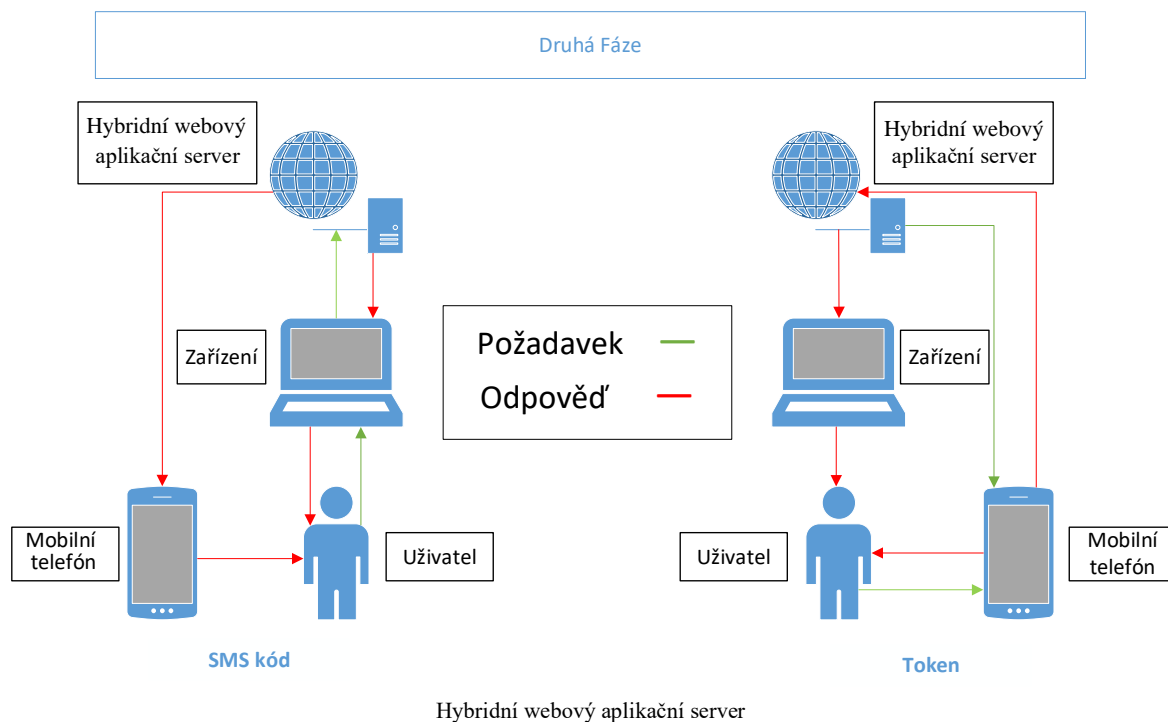 Druhá Fáze
Hybridní webový
aplikační server
Hybridní webový
aplikační server
Zařízení
Požadavek
Odpověď
Zařízení
Mobilní
telefón
Uživatel
Uživatel
Mobilní
telefón
SMS kód
Token
Hybridní webový aplikační server